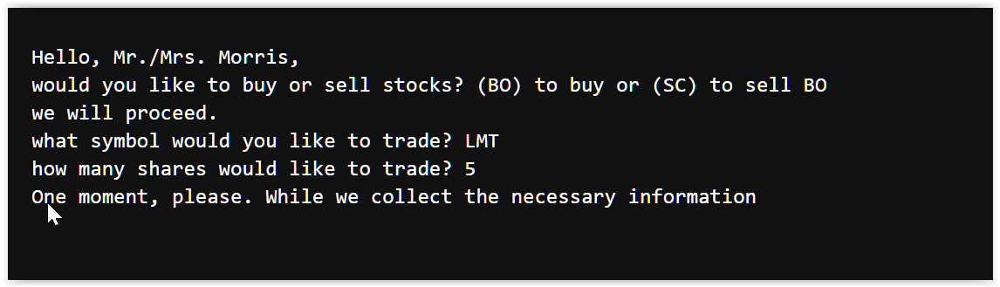 Hello, Mr./Mrs. Morris,
would you like to buy or sell stocks? (BO) to buy or (SC) to sell BO
we will proceed.
what symbol would you like to trade? LMT
how many shares would like to trade? 5
One moment, please. While we collect the necessary information